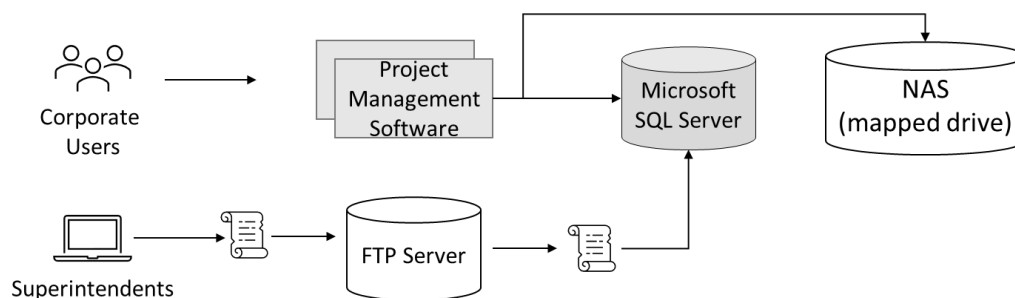 Corporate
Users
Project
Management
Software
Microsoft
SQL Server
NAS
(mapped drive)
Superintendents
FTP Server